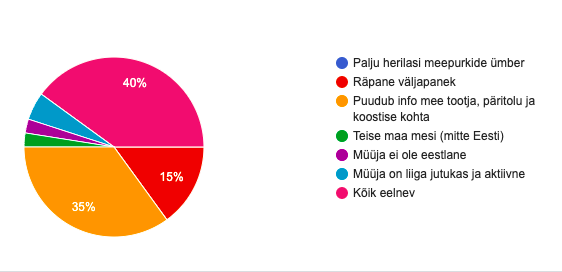 40%
15%
35%
Palju herilasi meepurkide ümber
Räpane väljapanek
Puudub info mee tootja, päritolu ja
koostise kohta
Teise maa mesi (mitte Eesti)
Müüja ei ole eestlane
Müüja on liiga jutukas ja aktiivne
Kõik eelnev